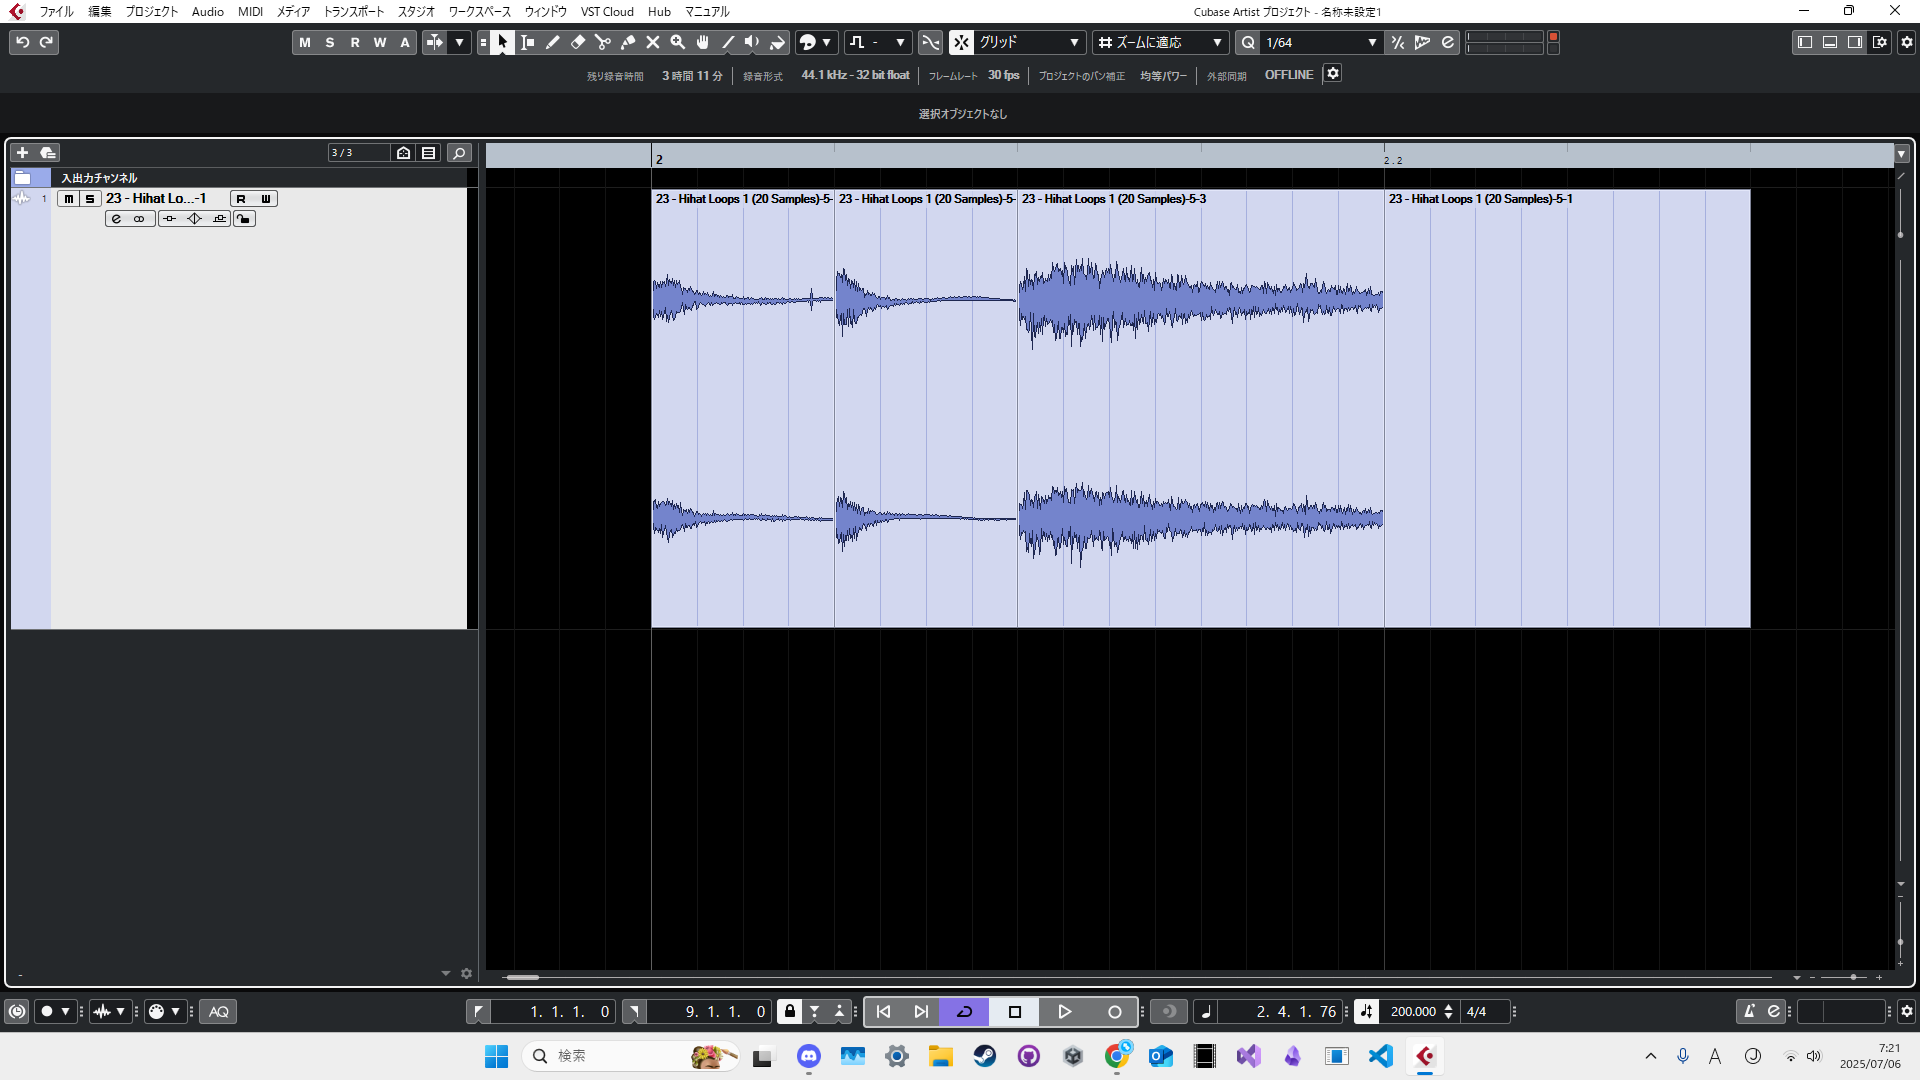 ファイル 編集 プロジェクト Audio MIDI メディア トランスポート スタジオ ワークスペース ウィンドウ VST Cloud Hub マニュアル Cubase Artist プロジェクト - 名称未設定1
M S R W A - グリッド ズームに適応 Q 1/64
残り録音時間 3 時間 11 分 録音形式 44.1 kHz - 32 bit float フレームレート 30 fps プロジェクトのパン補正 均等パワー 外部同期 OFFLINE
選択オブジェクトなし
3 / 3
2 2.2
入出力チャンネル
1 m S 23 - Hihat Lo...-1 R W
23 - Hihat Loops 1 (20 Samples)-5- 23 - Hihat Loops 1 (20 Samples)-5- 23 - Hihat Loops 1 (20 Samples)-5-3 23 - Hihat Loops 1 (20 Samples)-5-1
-
AQ 1. 1. 1. 0 9. 1. 1. 0 2. 4. 1. 76 200.000 4/4
検索 A 7:21
2025/07/06